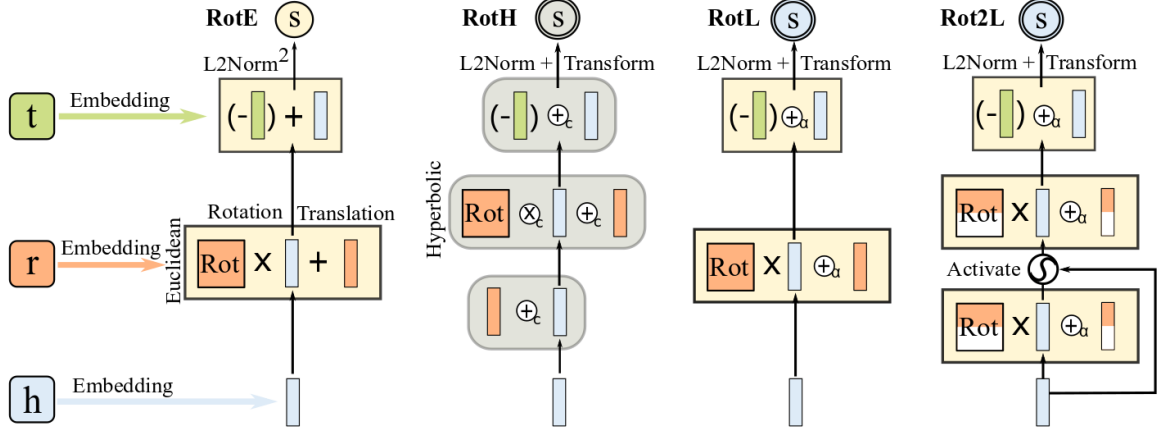 RotE S RotH S RotL S Rot2L S
L2Norm² L2Norm + Transform L2Norm + Transform L2Norm + Transform
t Embedding (-) + (-) ⊕c (-) ⊕α (-) ⊕α
Hyperbolic
Rot ⊗c ⊕c Rot x ⊕α
Rotation Translation
r Embedding Euclidean Rot x + Rot x ⊕α
Activate
⊕c Rot x ⊕α
h Embedding